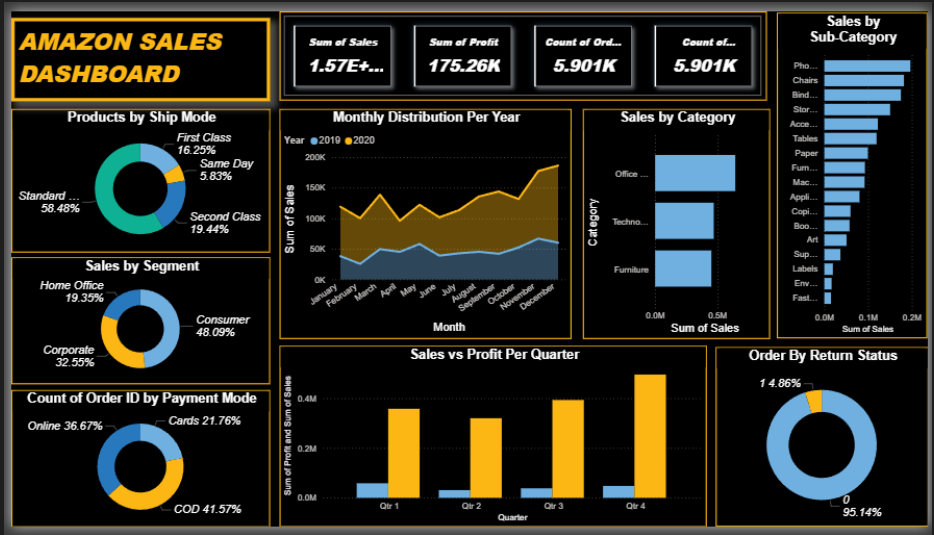 AMAZON SALES
DASHBOARD
Sum of Sales
1.57E+...
Sum of Profit
175.26K
Count of Ord...
5.901K
Count of...
5.901K
Sales by
Sub-Category
Pho...
Chairs
Bind...
Stor...
Acce...
Tables
Paper
Furn...
Mac...
Appli...
Copi...
Boo...
Art
Sup...
Labels
Env...
Fast...
0.0M 0.1M 0.2M
Sum of Sales
Products by Ship Mode
First Class
16.25%
Same Day
5.83%
Second Class
19.44%
Standard ...
58.48%
Monthly Distribution Per Year
Year 2019 2020
Sum of Sales
200K
150K
100K
50K
0K
January
February
March
April
May
June
July
August
September
October
November
December
Month
Sales by Category
Category
Office ...
Techno...
Furniture
0.0M 0.5M
Sum of Sales
Sales by Segment
Home Office
19.35%
Consumer
48.09%
Corporate
32.55%
Count of Order ID by Payment Mode
Online 36.67%
Cards 21.76%
COD 41.57%
Sales vs Profit Per Quarter
Sum of Profit and Sum of Sales
0.4M
0.2M
0.0M
Qtr 1 Qtr 2 Qtr 3 Qtr 4
Quarter
Order By Return Status
1 4.86%
0
95.14%